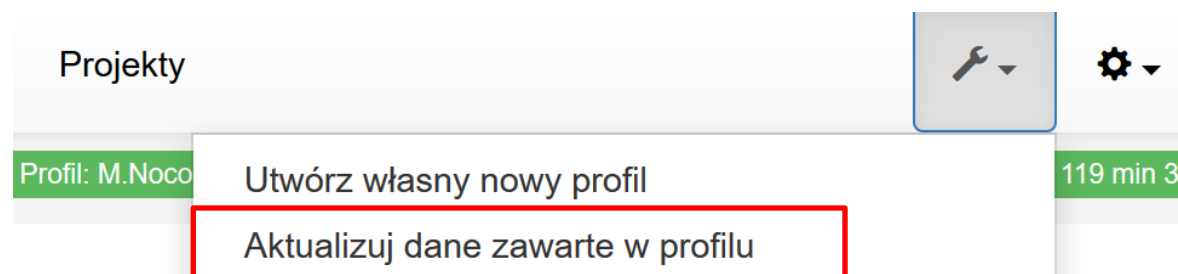 Projekty
Profil: M.Noco
119 min 3
Utwórz własny nowy profil
Aktualizuj dane zawarte w profilu